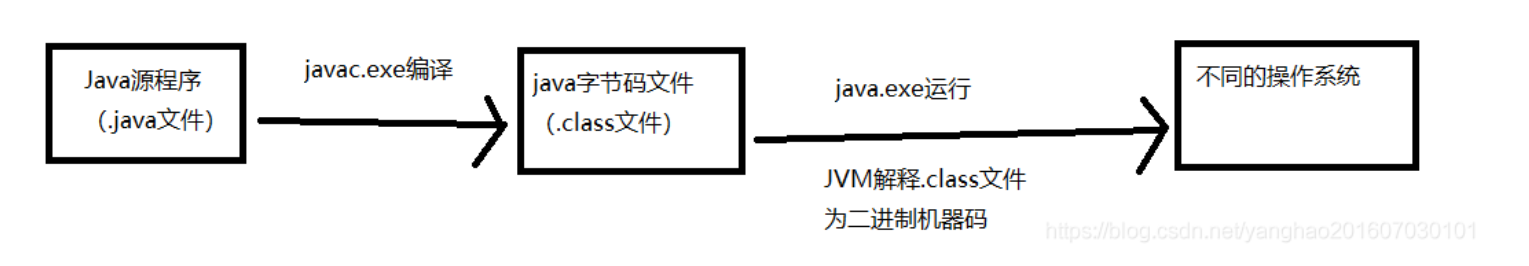 Java源程序
（.java文件）
javac.exe编译
java字节码文件
（.class文件）
java.exe运行
JVM解释.class文件
为二进制机器码
不同的操作系统
https://blog.csdn.net/yanghao201607030101